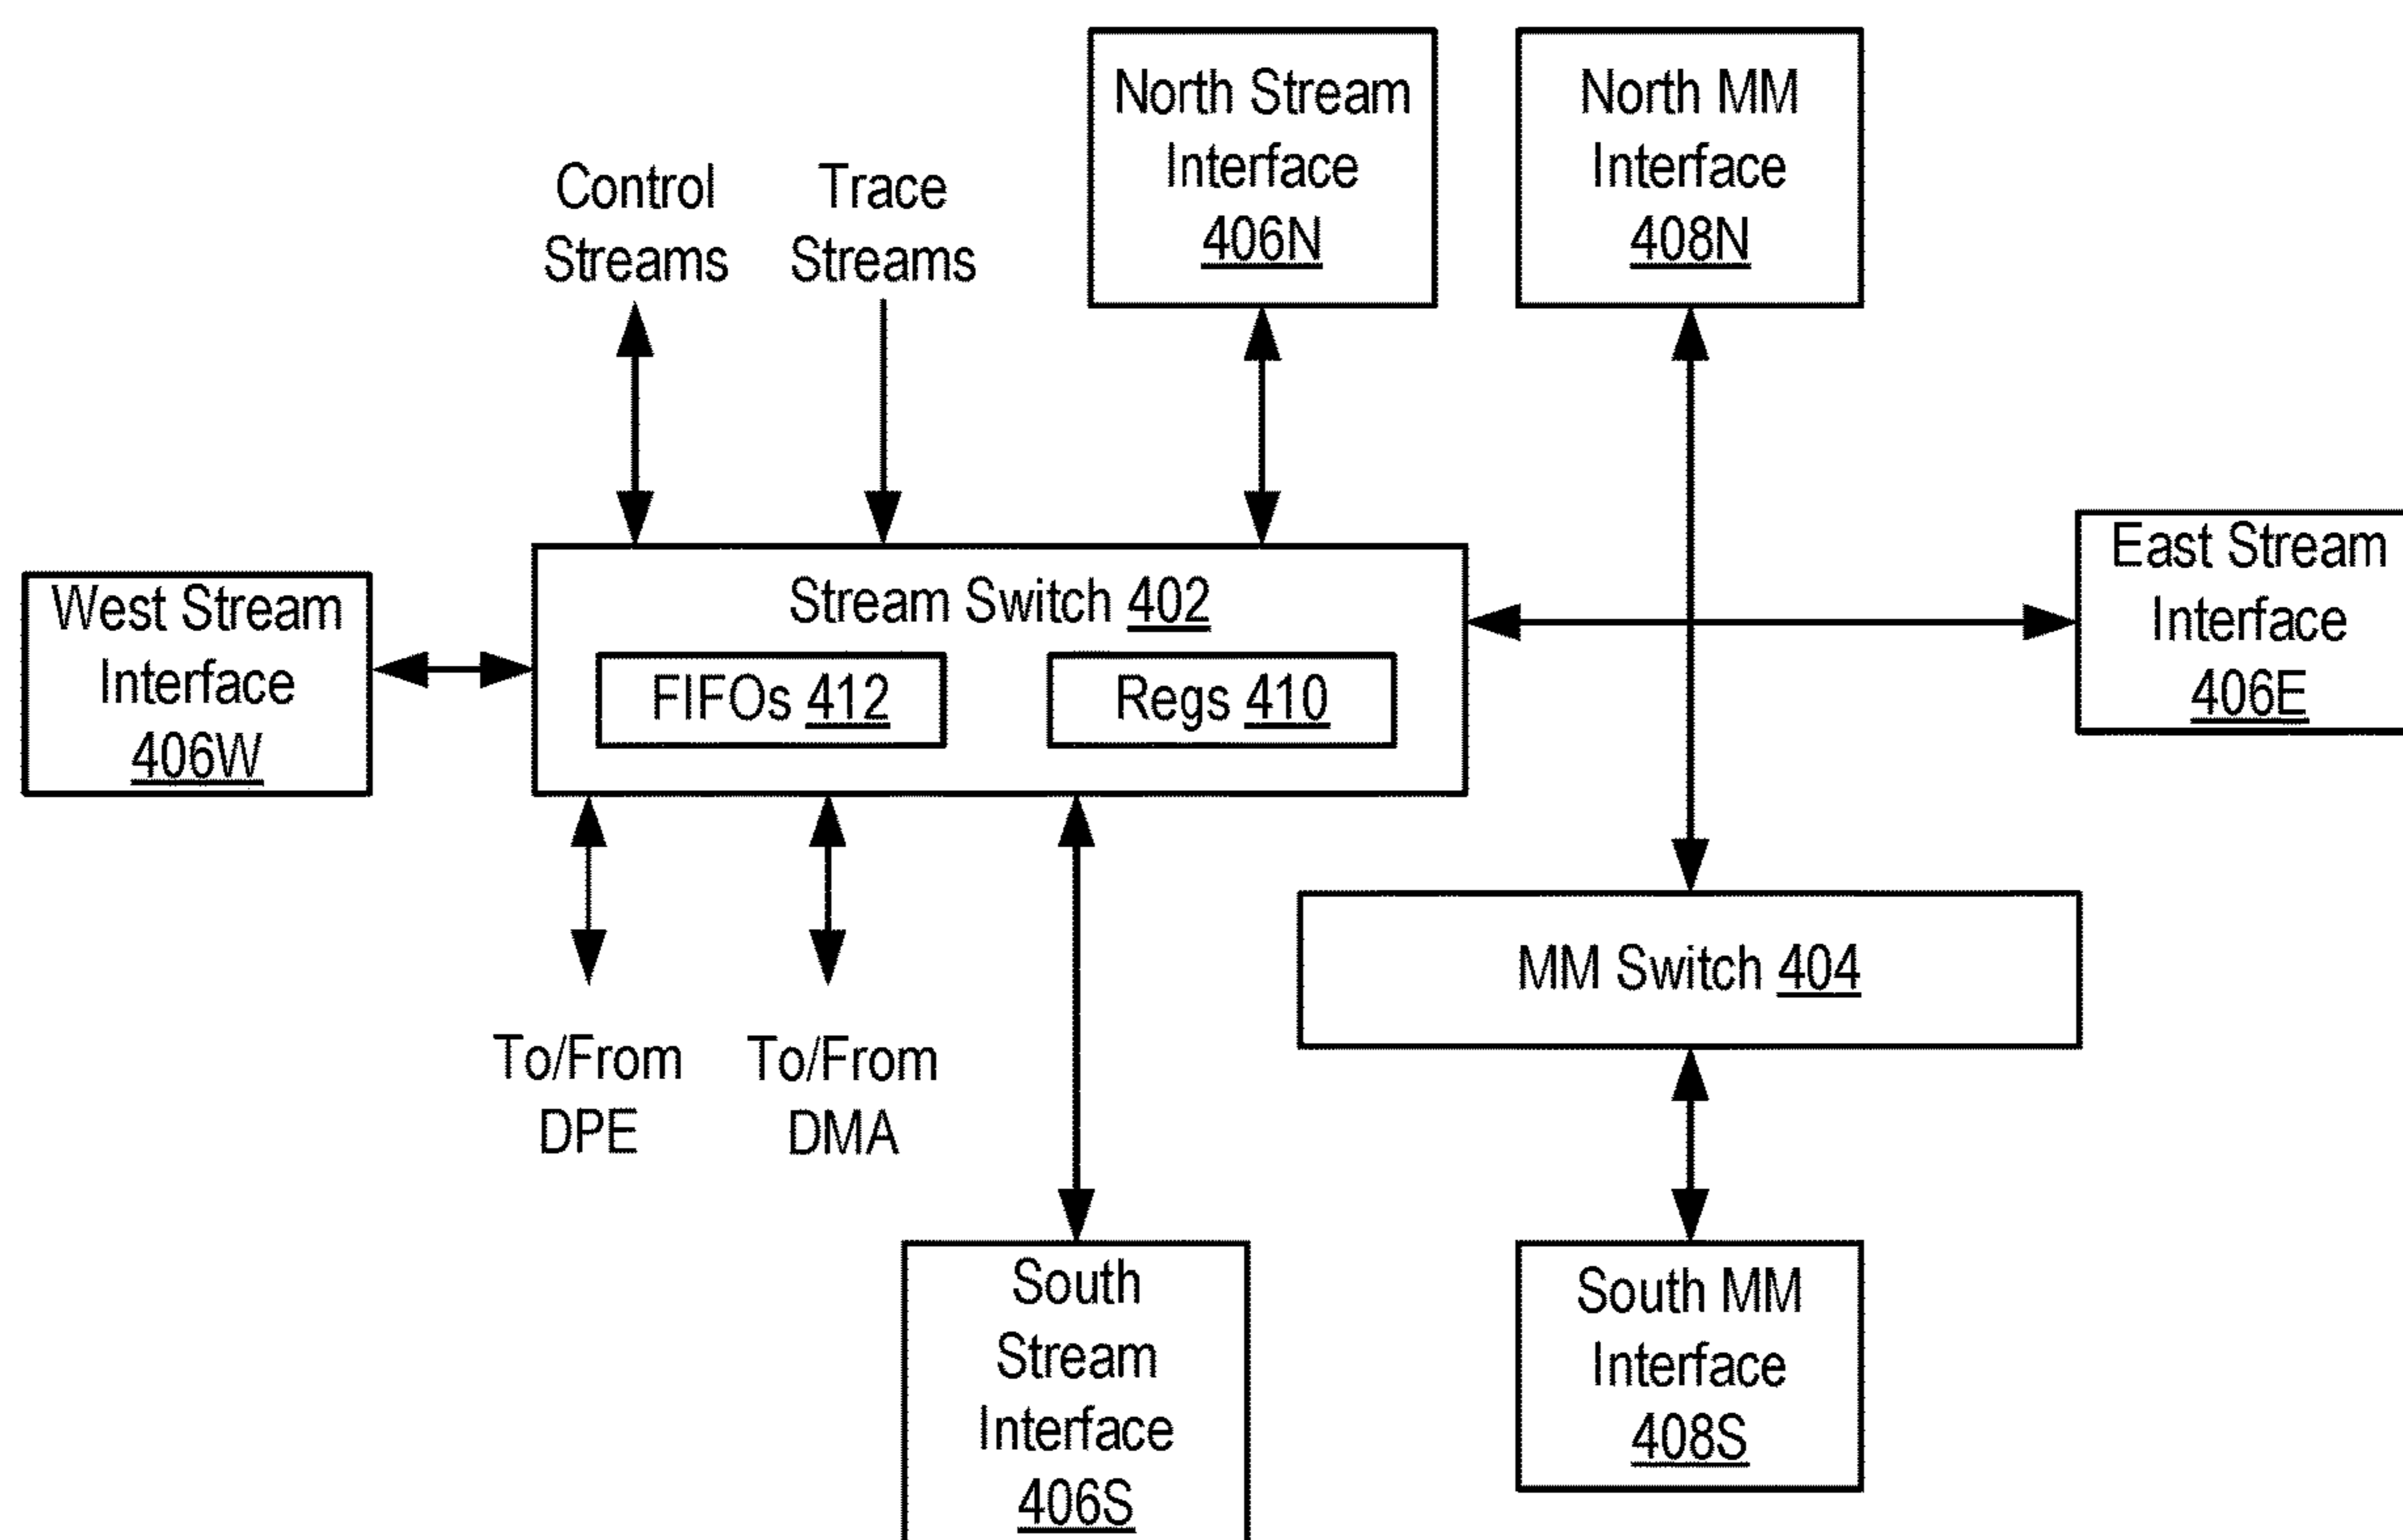 North Stream
Interface
406N
North MM
Interface
408N
Control
Streams
Trace
Streams
East Stream
Interface
406E
West Stream
Interface
406W
Stream Switch 402
FIFOs 412
Regs 410
MM Switch 404
To/From
DPE
To/From
DMA
South
Stream
Interface
406S
South MM
Interface
408S